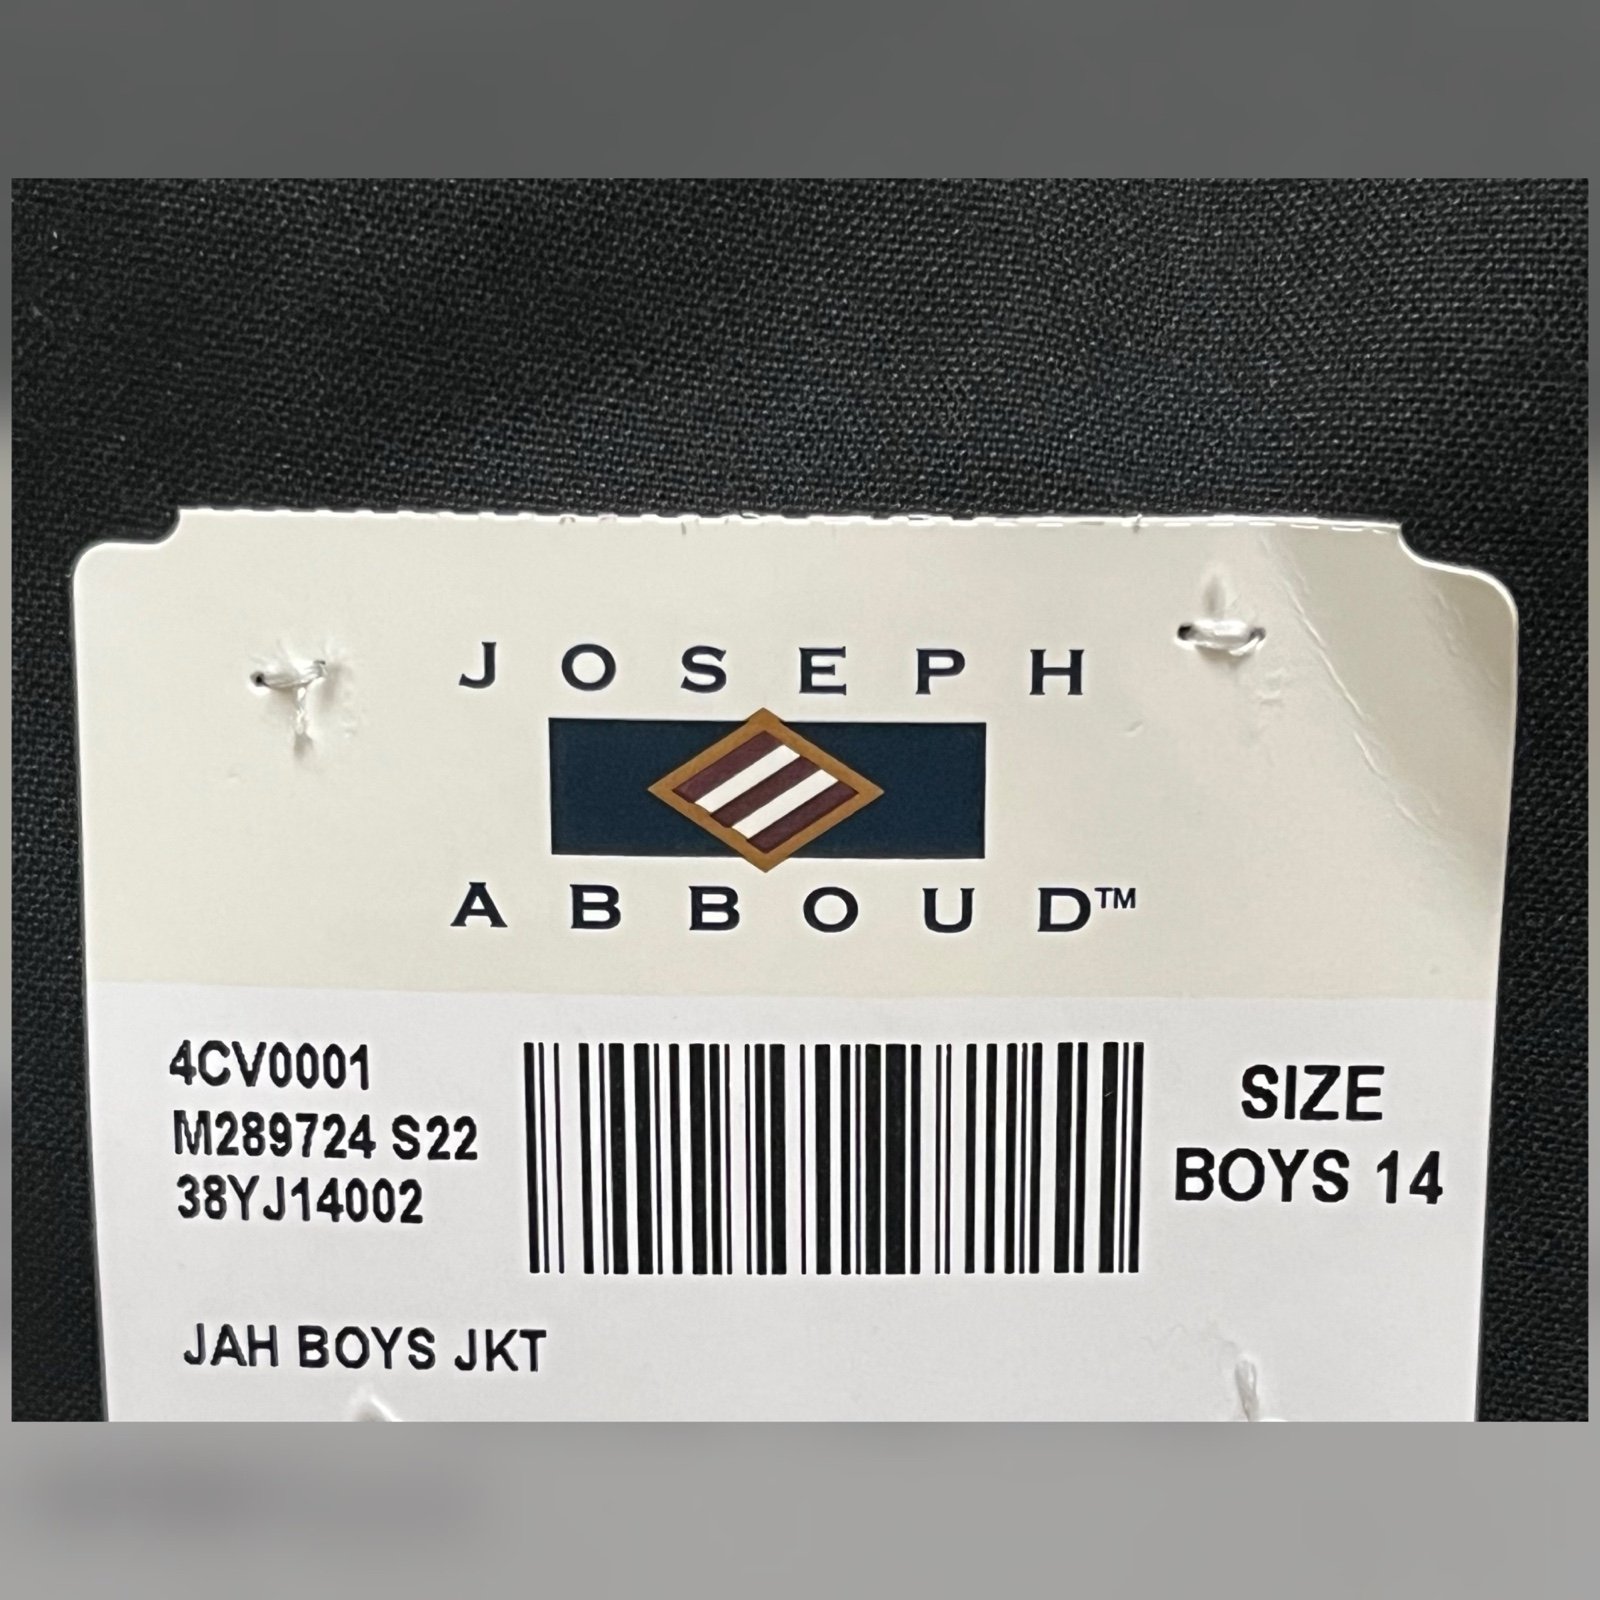 JOSEPH
ABBOUD™
4CV0001
M289724 S22
38YJ14002
SIZE
BOYS 14
JAH BOYS JKT